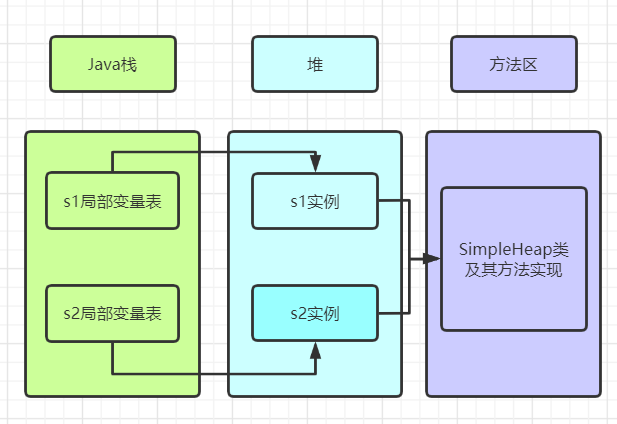 Java栈
堆
方法区
s1局部变量表
s1实例
SimpleHeap类
及其方法实现
s2局部变量表
s2实例